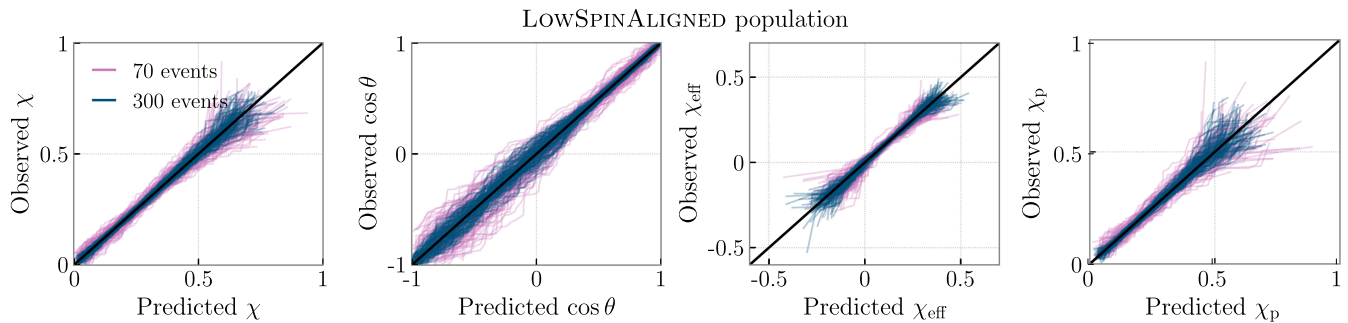 LowSpinAligned population
1
0.5
0
0
0.5
1
Observed χ
Predicted χ
70 events
300 events
1
0
-1
-1
0
1
Observed cos θ
Predicted cos θ
0.5
0
-0.5
-0.5
0
0.5
Observed χeff
Predicted χeff
1
0.5
0
0
0.5
1
Observed χp
Predicted χp